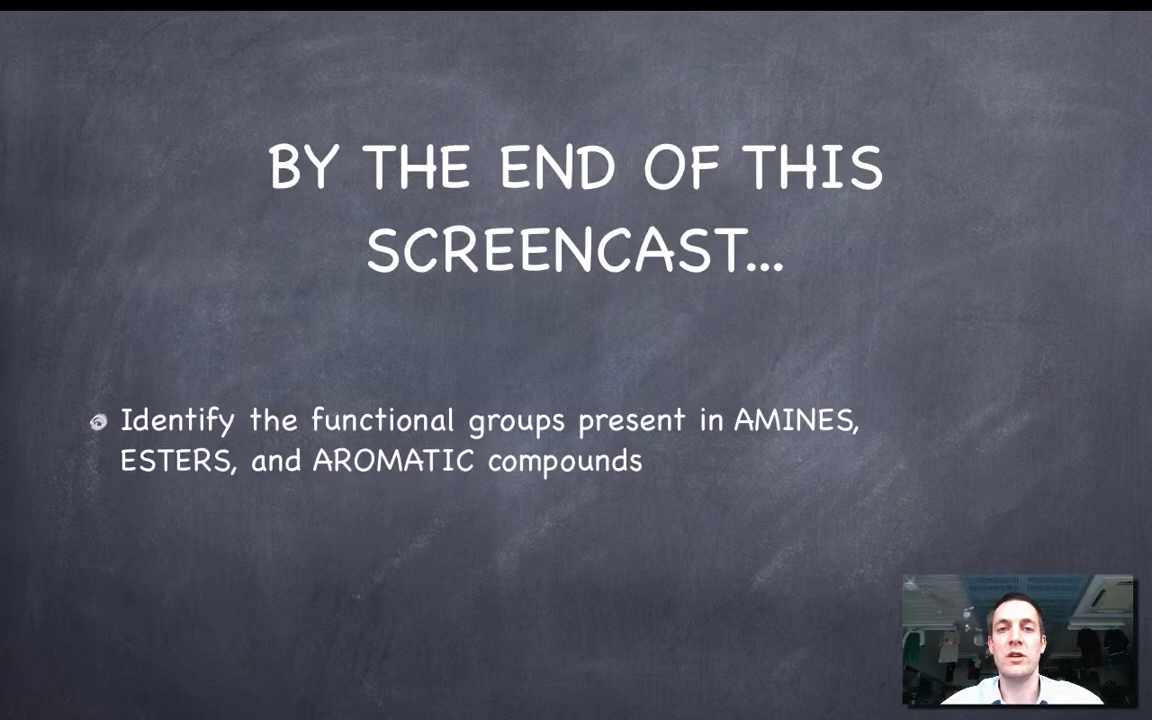 BY THE END OF THIS
SCREENCAST...
Identify the functional groups present in AMINES,
ESTERS, and AROMATIC compounds